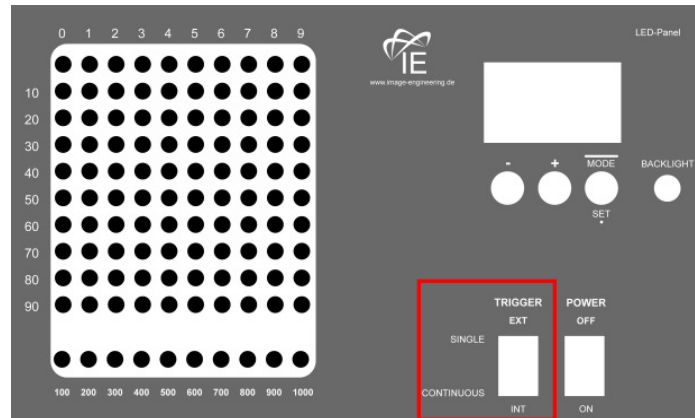 0 1 2 3 4 5 6 7 8 9
10
20
30
40
50
60
70
80
90
100 200 300 400 500 600 700 800 900 1000
IE
www.image-engineering.de
LED-Panel
- + MODE BACKLIGHT
SET
TRIGGER POWER
EXT OFF
SINGLE
CONTINUOUS
INT ON